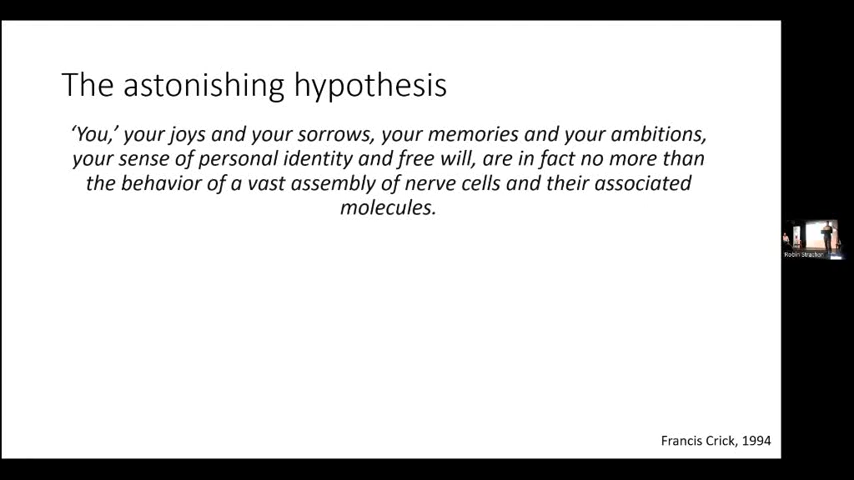 The astonishing hypothesis
‘You,’ your joys and your sorrows, your memories and your ambitions,
your sense of personal identity and free will, are in fact no more than
the behavior of a vast assembly of nerve cells and their associated
molecules.
Robin Strachan
Francis Crick, 1994